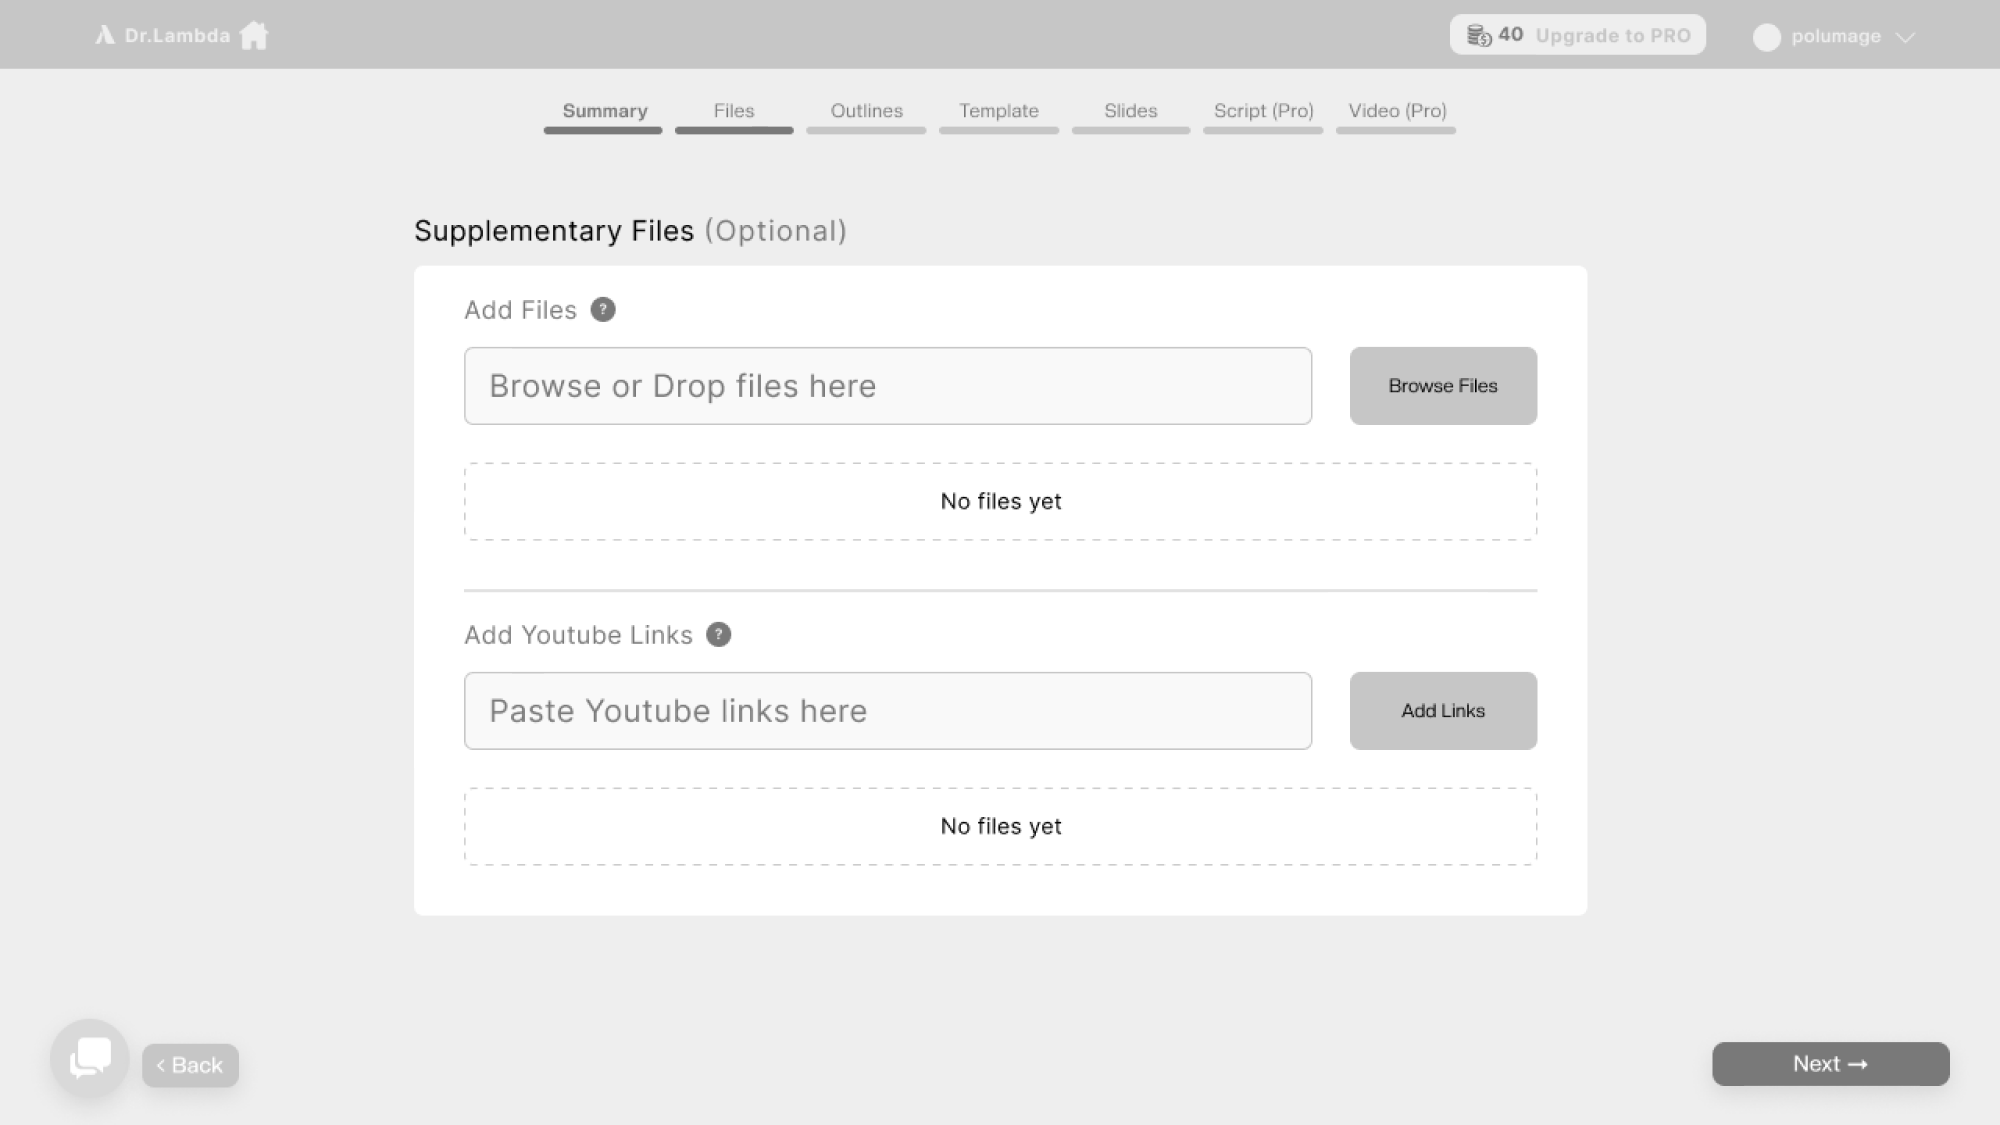 Dr.Lambda
40 Upgrade to PRO
polumage
Summary
Files
Outlines
Template
Slides
Script (Pro)
Video (Pro)
Supplementary Files (Optional)
Add Files ?
Browse or Drop files here
Browse Files
No files yet
Add Youtube Links ?
Paste Youtube links here
Add Links
No files yet
< Back
Next →